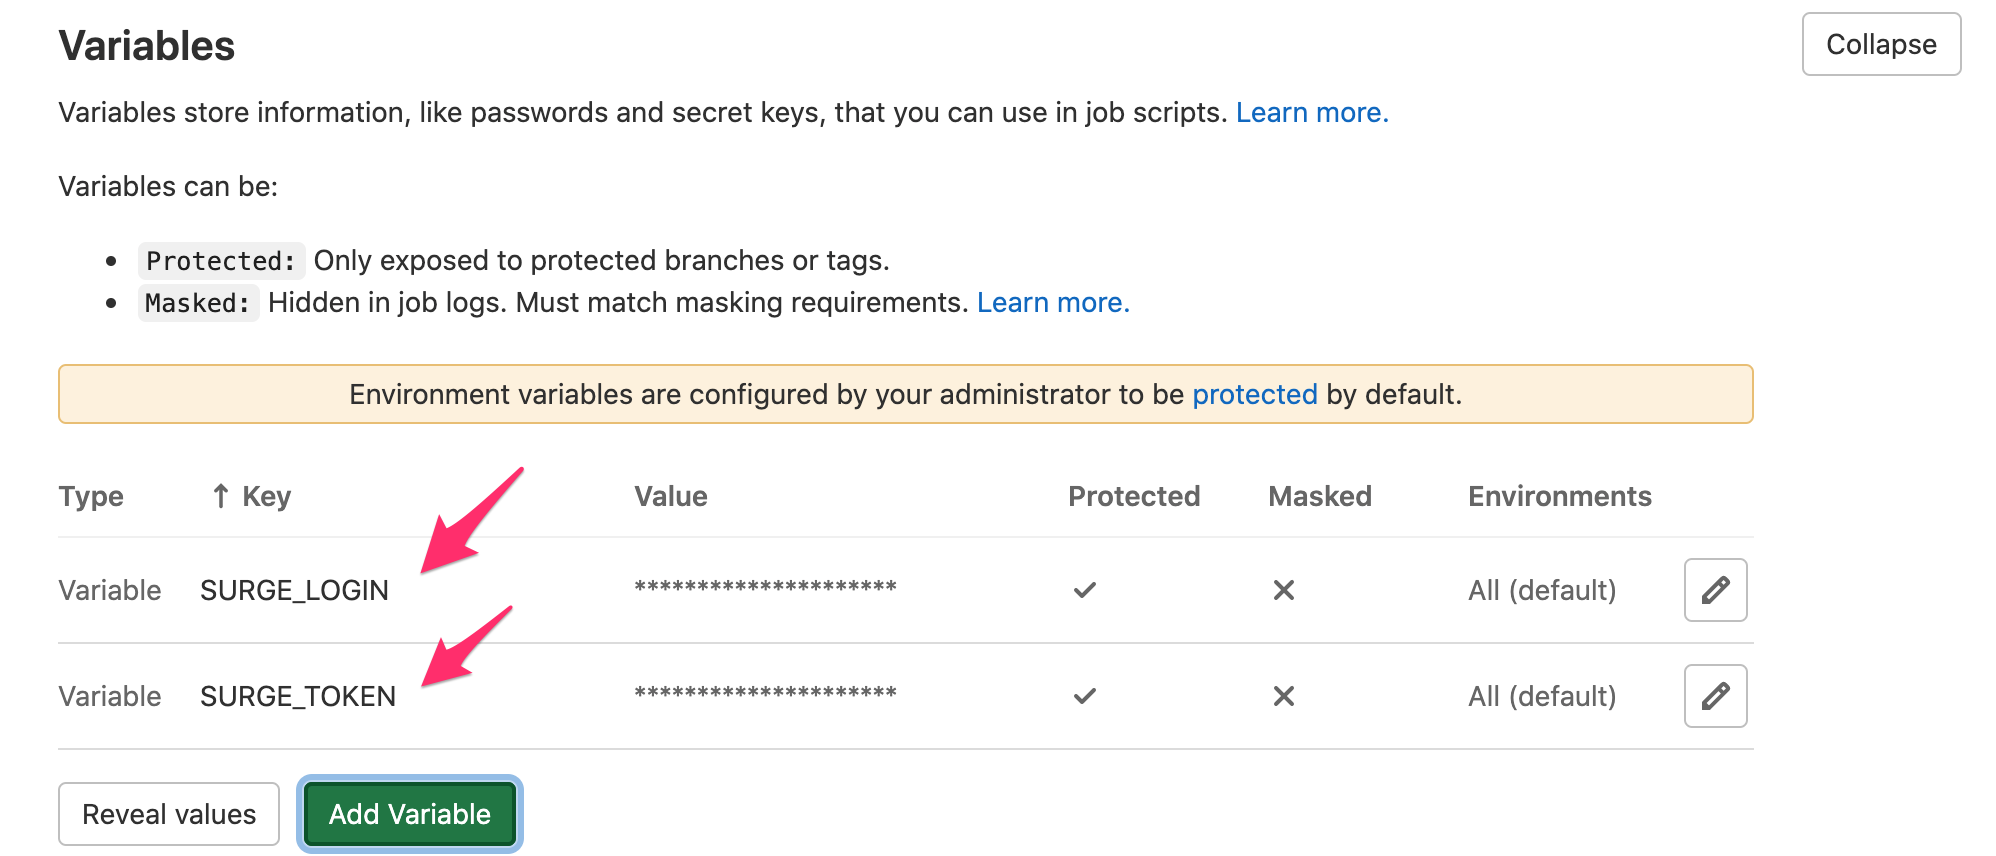 Variables
Collapse
Variables store information, like passwords and secret keys, that you can use in job scripts. Learn more.
Variables can be:
• Protected: Only exposed to protected branches or tags.
• Masked: Hidden in job logs. Must match masking requirements. Learn more.
Environment variables are configured by your administrator to be protected by default.
Type ↑ Key Value Protected Masked Environments
Variable SURGE_LOGIN ********************* ✓ ✕ All (default)
Variable SURGE_TOKEN ********************* ✓ ✕ All (default)
Reveal values Add Variable